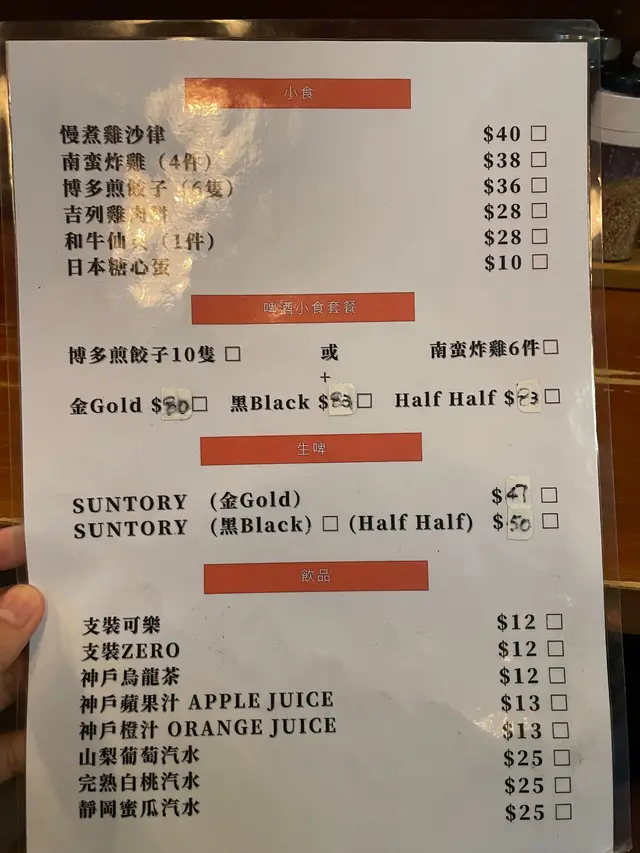 小食
慢煮雞沙律 $40 □
南蛮炸雞（4件） $38 □
博多煎餃子（6隻） $36 □
吉列雞肉餅 $28 □
和牛仙（1件） $28 □
日本糖心蛋 $10 □
啤酒小食套餐
博多煎餃子10隻 □ 或 南蛮炸雞6件 □
+
金Gold $80 □ 黑Black $83 □ Half Half $83 □
生啤
SUNTORY （金Gold） $47 □
SUNTORY （黑Black） □ (Half Half) $50 □
飲品
支裝可樂 $12 □
支裝ZERO $12 □
神戶烏龍茶 $12 □
神戶蘋果汁 APPLE JUICE $13 □
神戶橙汁 ORANGE JUICE $13 □
山梨葡萄汽水 $25 □
完熟白桃汽水 $25 □
靜岡蜜瓜汽水 $25 □